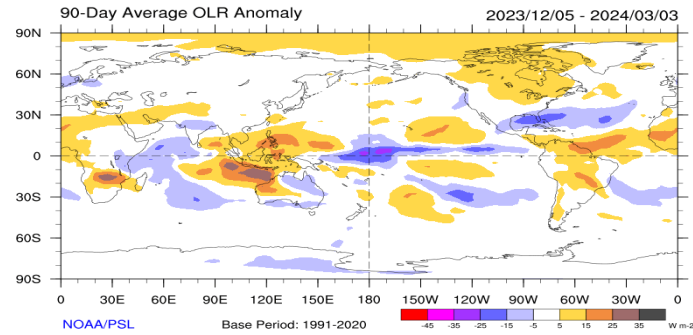 90-Day Average OLR Anomaly 2023/12/05 - 2024/03/03
90N
60N
30N
0
30S
60S
90S
0 30E 60E 90E 120E 150E 180 150W 120W 90W 60W 30W 0
-45 -35 -25 -15 -5 5 15 25 35 W m-2
NOAA/PSL Base Period: 1991-2020